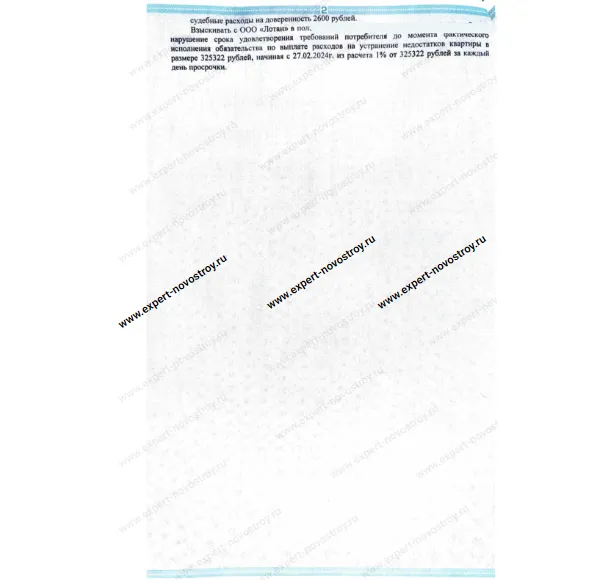 2
судебные расходы на доверенность 2600 рублей.
Взыскивать с ООО «Лотан» в пол.
нарушение срока удовлетворения требований потребителя до момента фактического
исполнения обязательства по выплате расходов на устранение недостатков квартиры в
размере 325322 рублей, начиная с 27.02.2024г. из расчета 1% от 325322 рублей за каждый
день просрочки.
www.expert-novostroy.ru
www.expert-novostroy.ru
www.expert-novostroy.ru